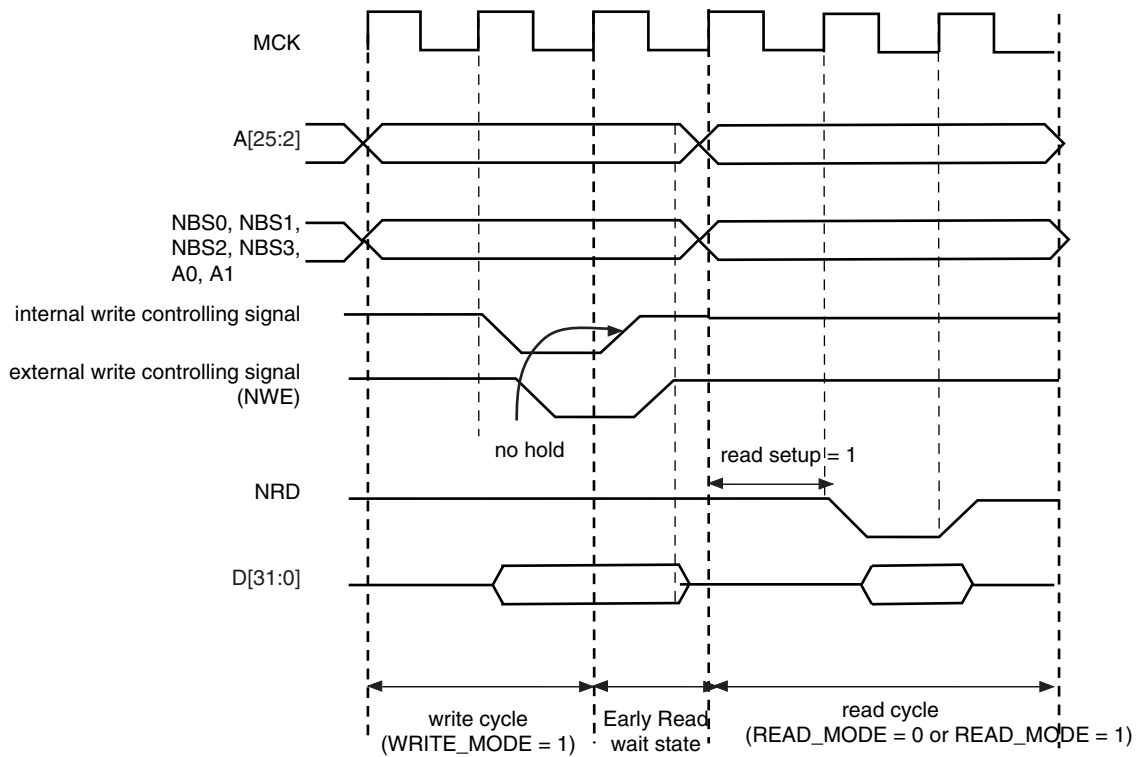 MCK
A[25:2]
NBS0, NBS1,
NBS2, NBS3,
A0, A1
internal write controlling signal
external write controlling signal
(NWE)
no hold
read setup = 1
NRD
D[31:0]
write cycle
(WRITE_MODE = 1)
Early Read
wait state
read cycle
(READ_MODE = 0 or READ_MODE = 1)